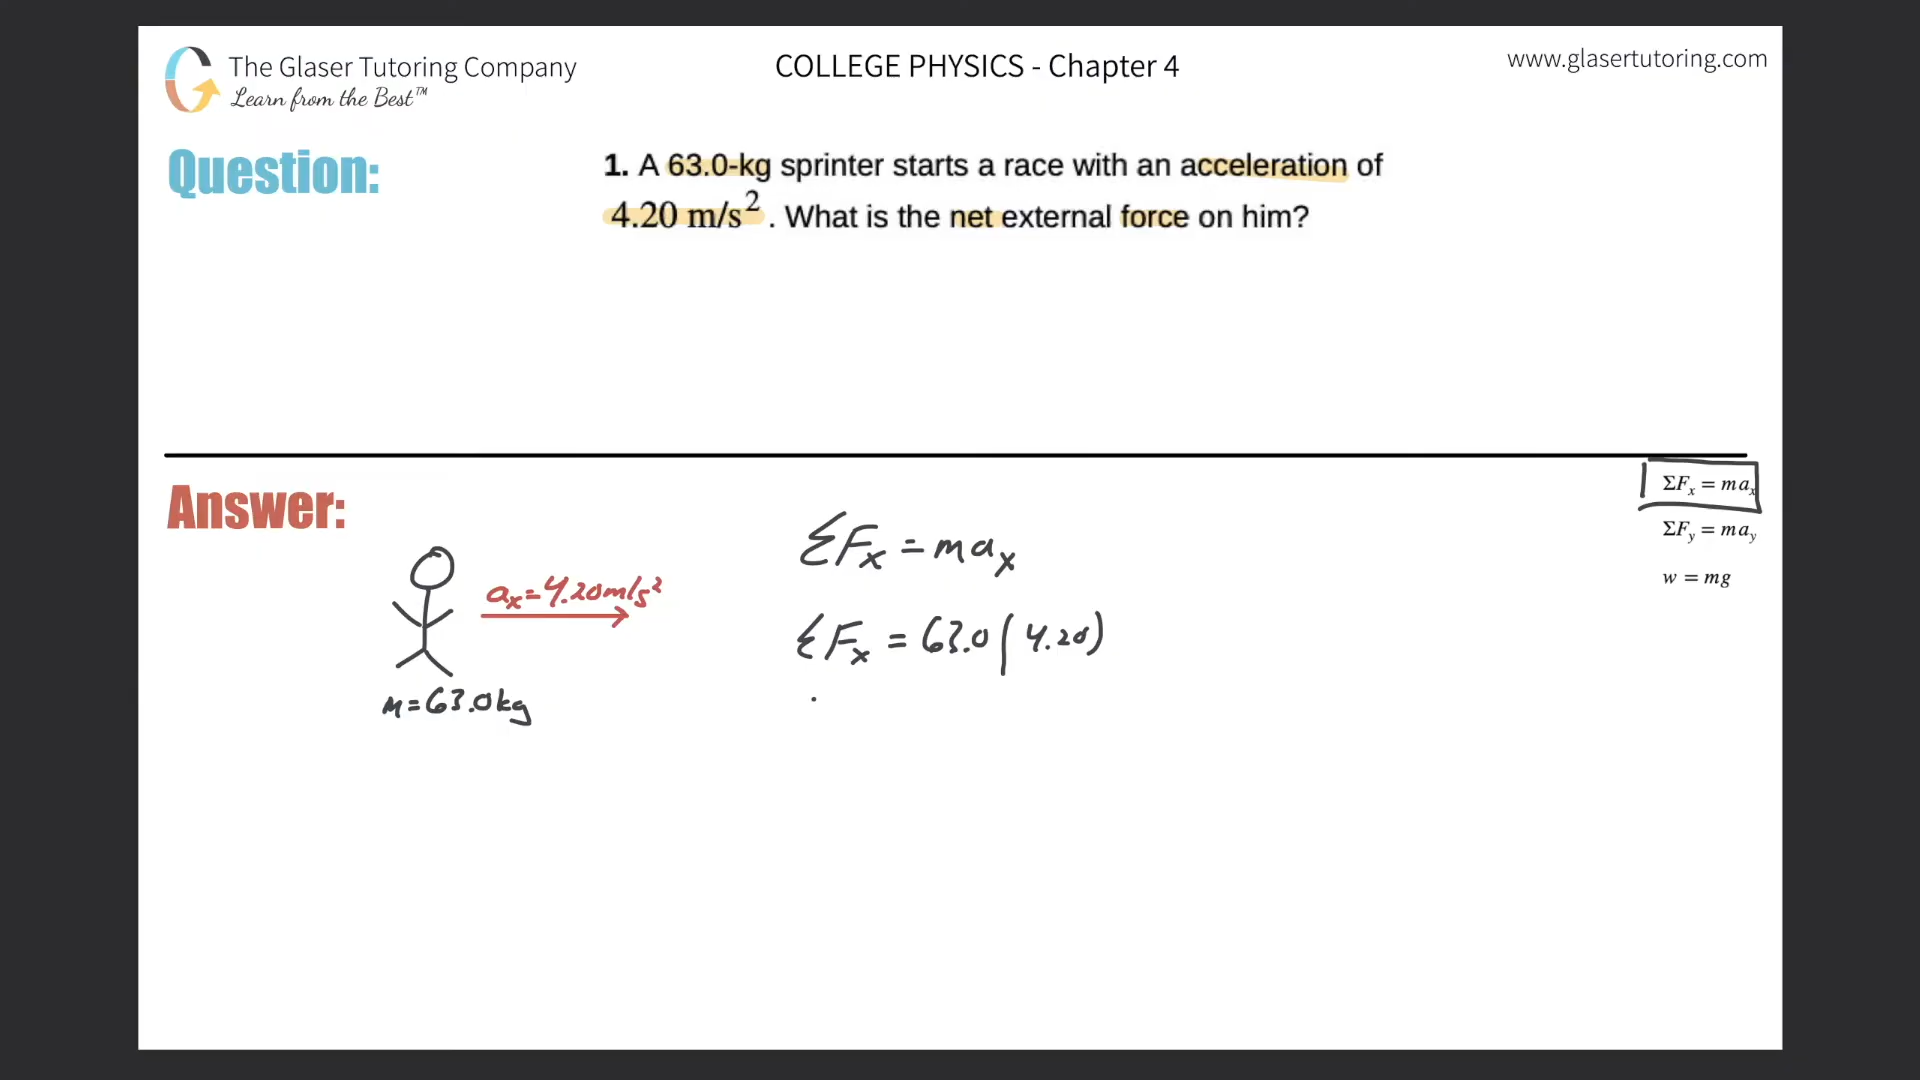 The Glaser Tutoring Company
Learn from the Best™
COLLEGE PHYSICS - Chapter 4
www.glasertutoring.com
Question:
1. A 63.0-kg sprinter starts a race with an acceleration of
4.20 m/s². What is the net external force on him?
Answer:
aₓ=4.20m/s²
m=63.0kg
ΣFₓ=maₓ
ΣFₓ=63.0(4.20)
ΣFₓ = maₓ
ΣFᵧ = maᵧ
w = mg